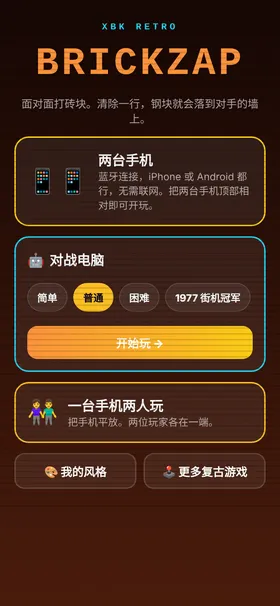 XBK RETRO
BRICKZAP
面对面打砖块。清除一行，钢块就会落到对手的墙
上。
两台手机
蓝牙连接，iPhone 或 Android 都
行，无需联网。把两台手机顶部相
对即可开玩。
对战电脑
简单
普通
困难
1977 街机冠军
开始玩 →
一台手机两人玩
把手机平放。两位玩家各在一端。
我的风格
更多复古游戏